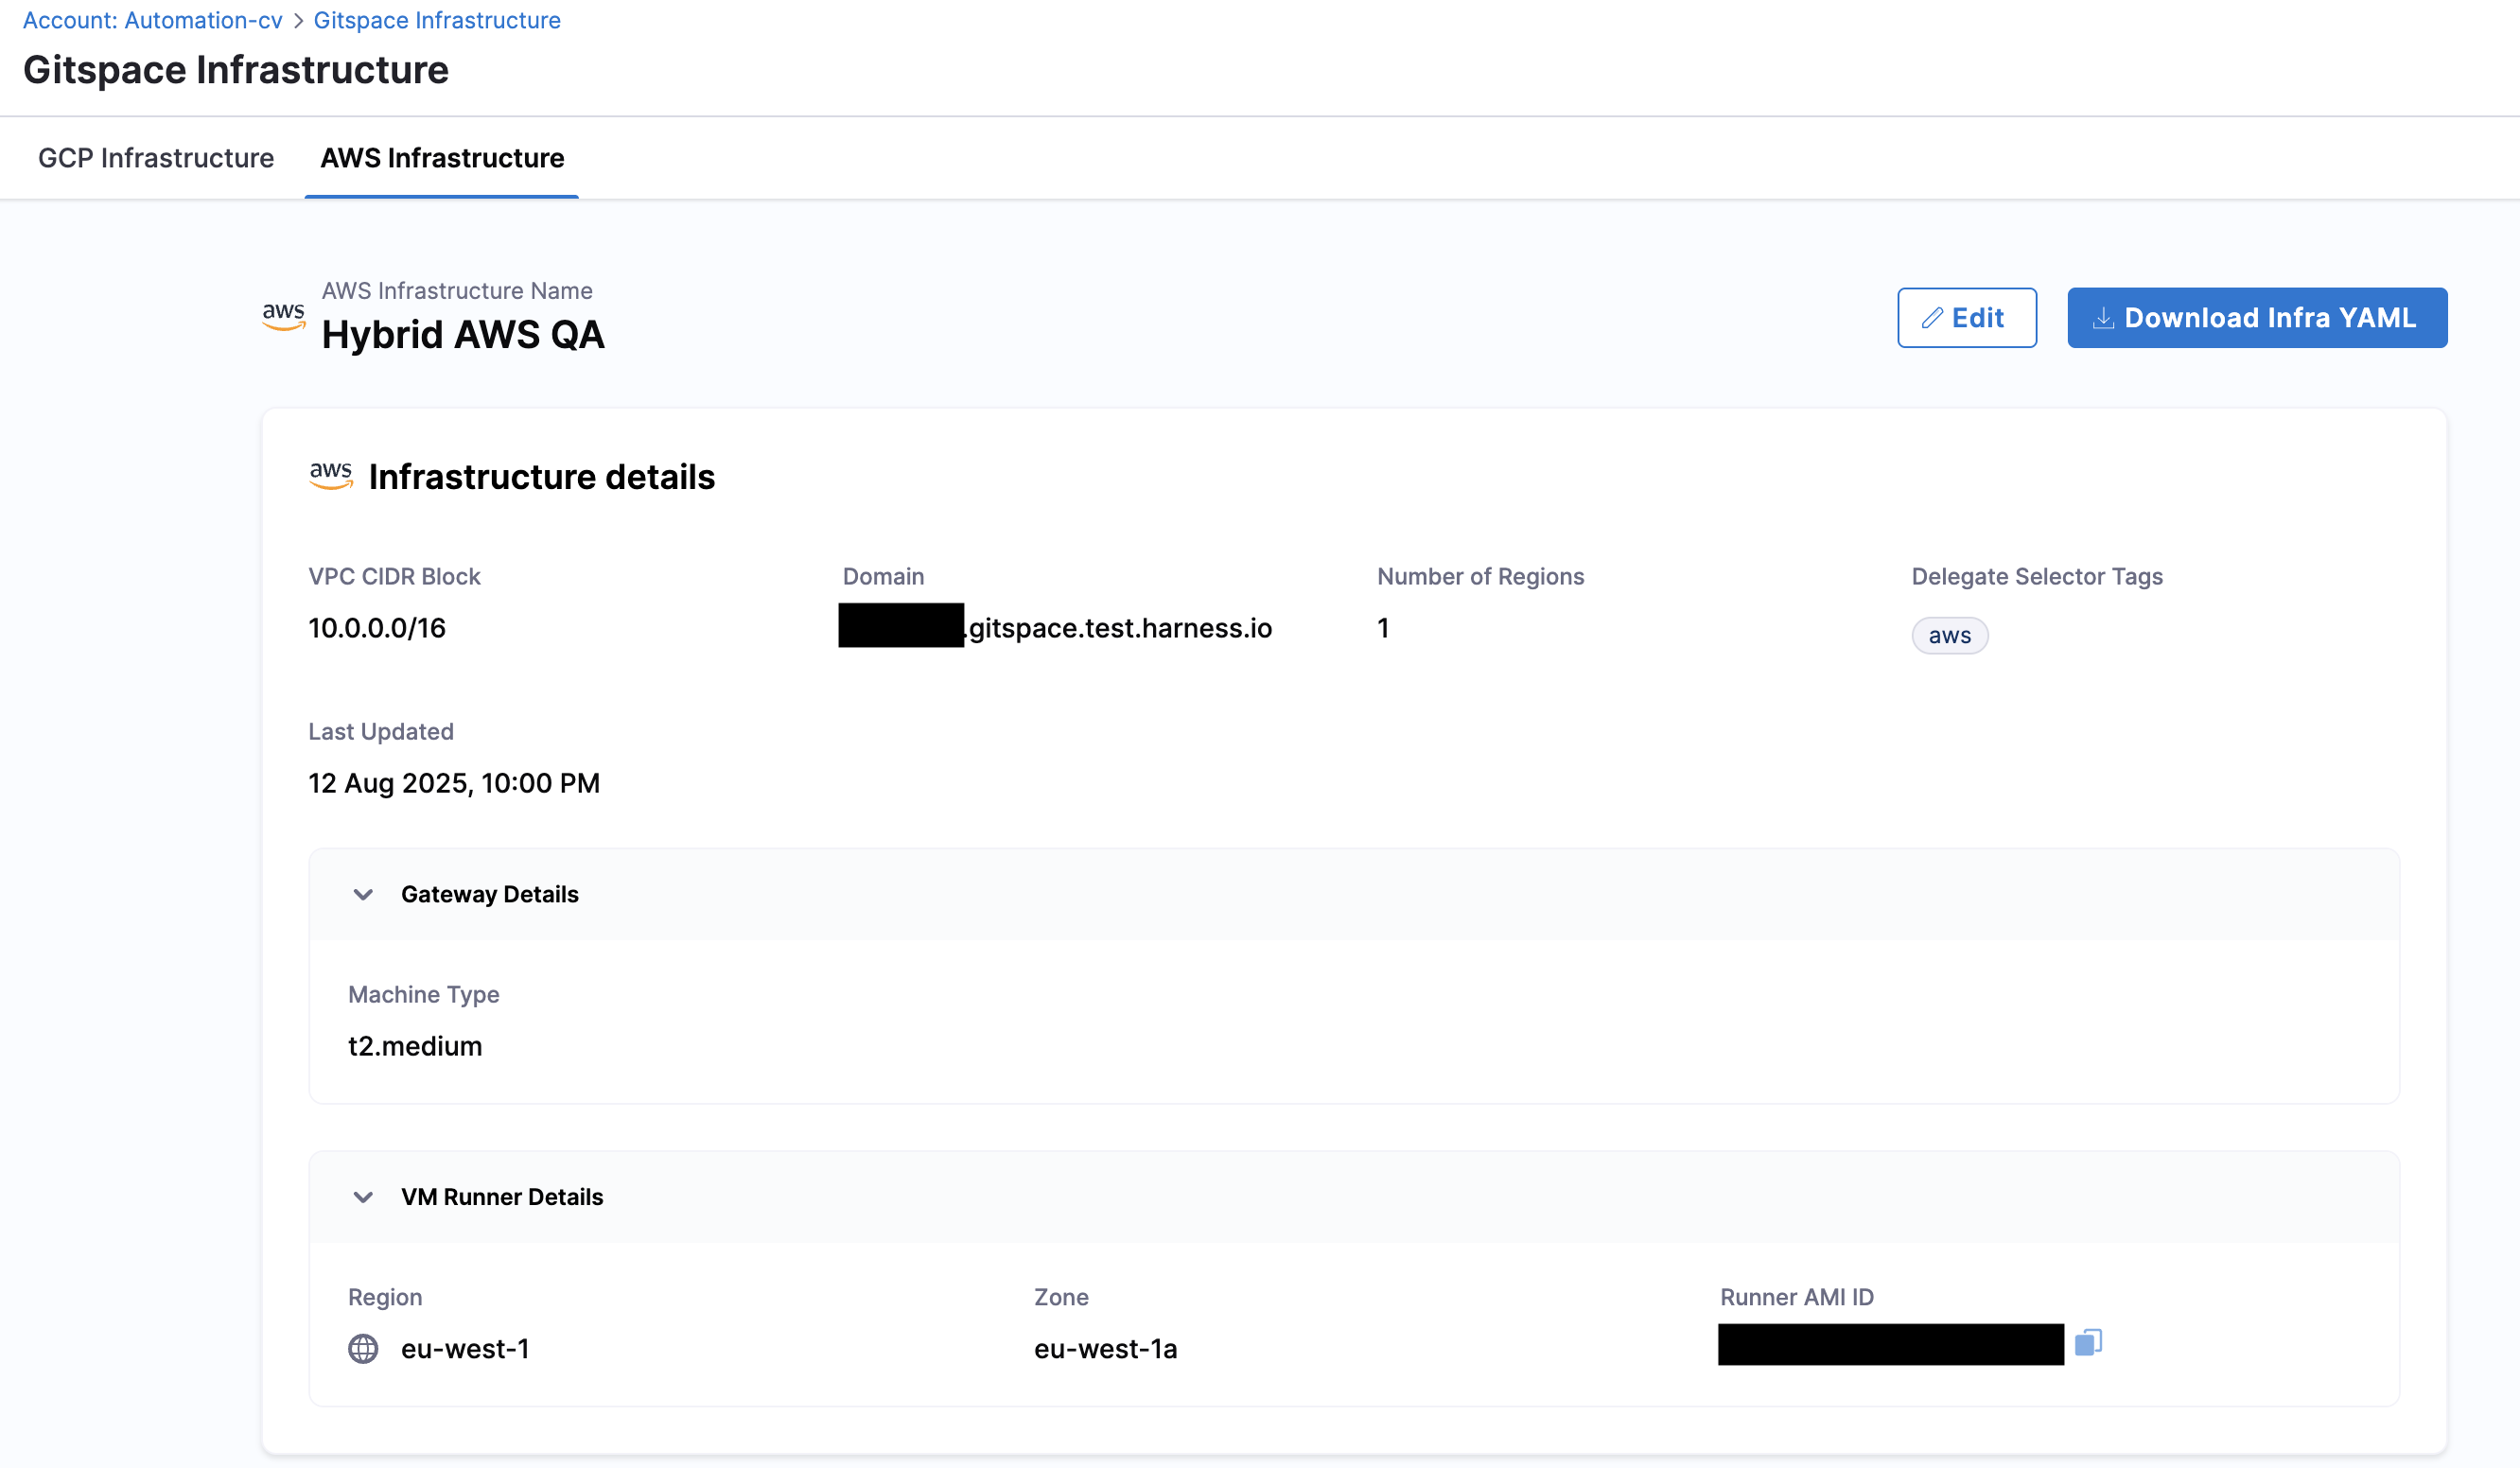 Account: Automation-cv > Gitspace Infrastructure
Gitspace Infrastructure
GCP Infrastructure AWS Infrastructure
aws
AWS Infrastructure Name
Hybrid AWS QA
Edit
Download Infra YAML
aws Infrastructure details
VPC CIDR Block Domain Number of Regions Delegate Selector Tags
10.0.0.0/16 .gitspace.test.harness.io 1 aws
Last Updated
12 Aug 2025, 10:00 PM
Gateway Details
Machine Type
t2.medium
VM Runner Details
Region Zone Runner AMI ID
eu-west-1 eu-west-1a